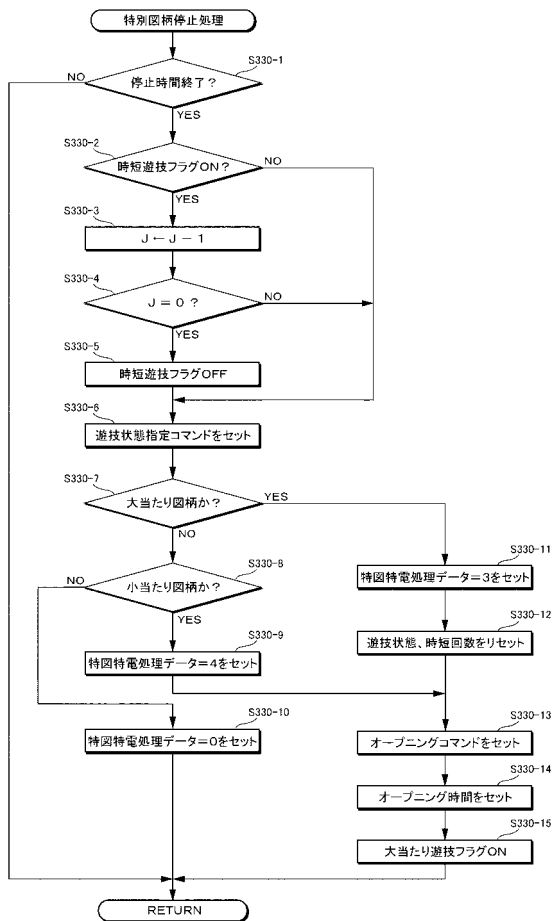 特別図柄停止処理
S330-1
停止時間終了?
NO
YES
S330-2
時短遊技フラグON?
NO
YES
S330-3
J ← J − 1
S330-4
J = 0 ?
NO
YES
S330-5
時短遊技フラグOFF
S330-6
遊技状態指定コマンドをセット
S330-7
大当たり図柄か?
YES
NO
S330-8
小当たり図柄か?
NO
YES
S330-9
特図特電処理データ=4をセット
S330-10
特図特電処理データ=0をセット
S330-11
特図特電処理データ=3をセット
S330-12
遊技状態、時短回数をリセット
S330-13
オープニングコマンドをセット
S330-14
オープニング時間をセット
S330-15
大当たり遊技フラグON
RETURN